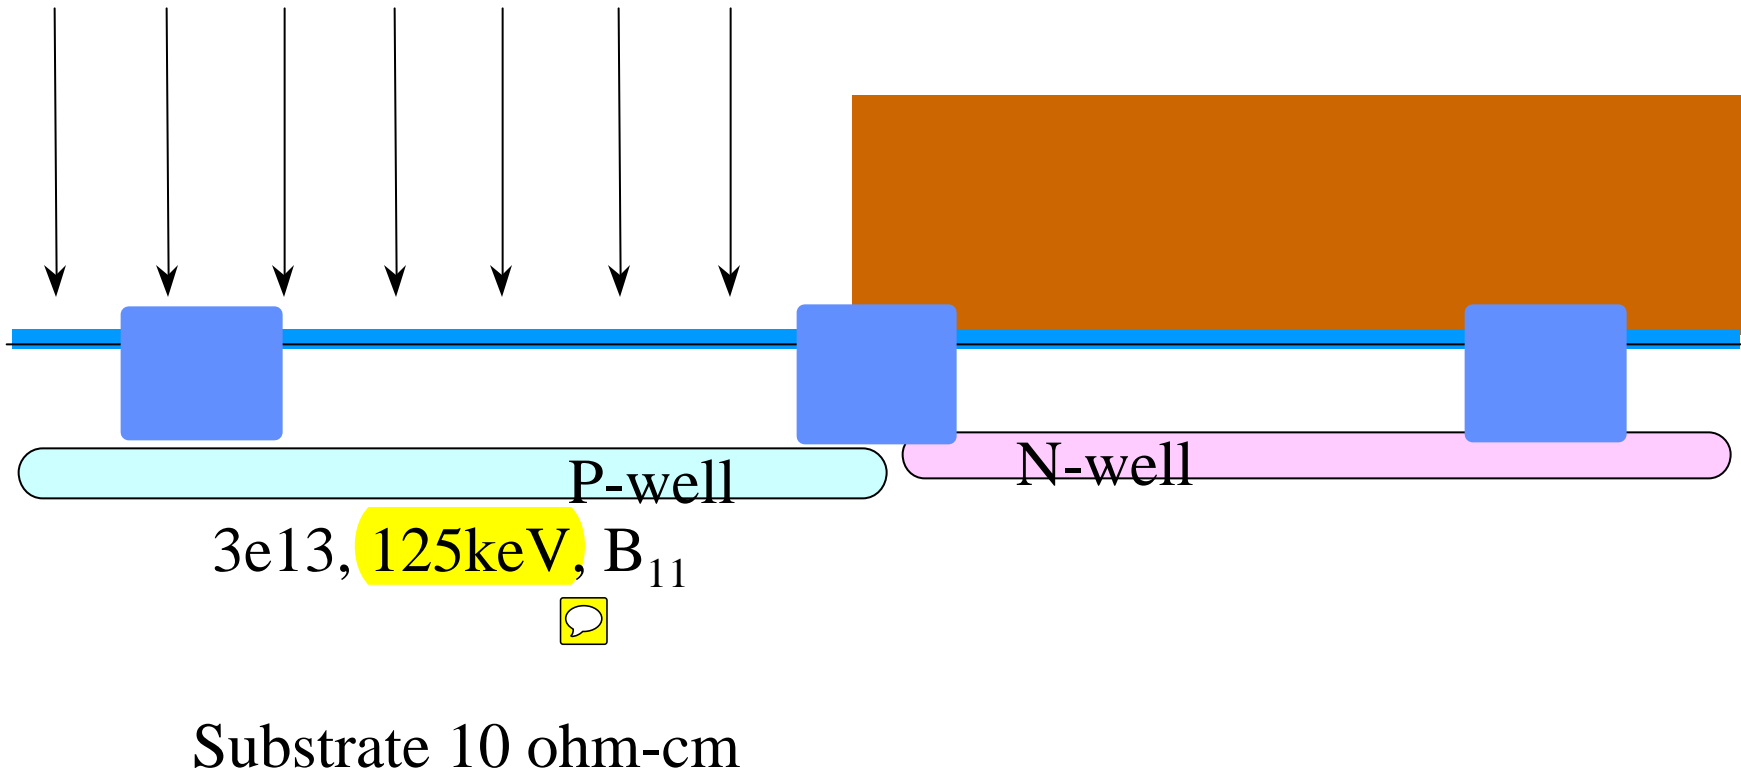 N-well
P-well
3e13, 125keV, B₁₁
Substrate 10 ohm-cm